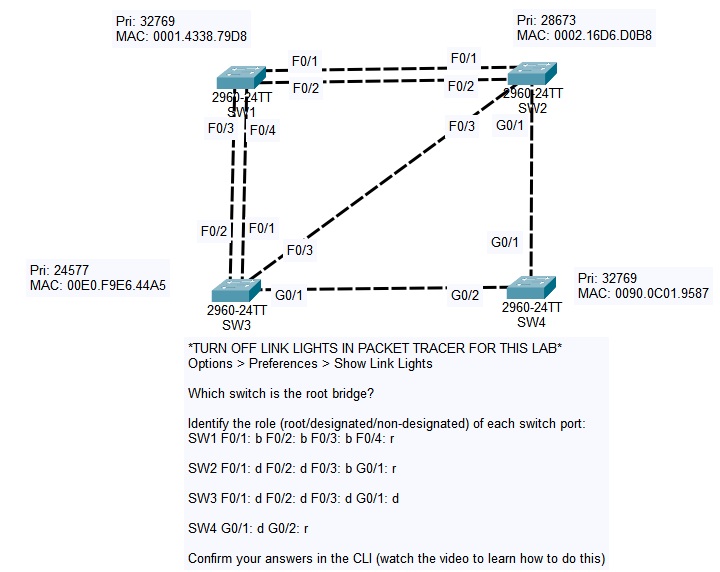 Pri: 32769
MAC: 0001.4338.79D8
Pri: 28673
MAC: 0002.16D6.D0B8
F0/1
F0/1
F0/2
F0/2
2960-24TT
SW1
2960-24TT
SW2
F0/3
F0/4
F0/3
G0/1
F0/2
F0/1
F0/3
G0/1
Pri: 24577
MAC: 00E0.F9E6.44A5
G0/1
G0/2
Pri: 32769
MAC: 0090.0C01.9587
2960-24TT
SW3
2960-24TT
SW4
*TURN OFF LINK LIGHTS IN PACKET TRACER FOR THIS LAB*
Options > Preferences > Show Link Lights
Which switch is the root bridge?
Identify the role (root/designated/non-designated) of each switch port:
SW1 F0/1: b F0/2: b F0/3: b F0/4: r
SW2 F0/1: d F0/2: d F0/3: b G0/1: r
SW3 F0/1: d F0/2: d F0/3: d G0/1: d
SW4 G0/1: d G0/2: r
Confirm your answers in the CLI (watch the video to learn how to do this)